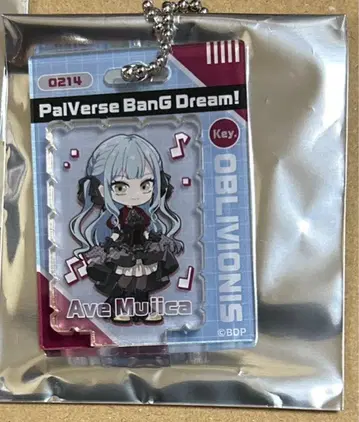 0214
PalVerse BanG Dream!
Key.
OBLIVIONIS
Ave Mujica
©BDP